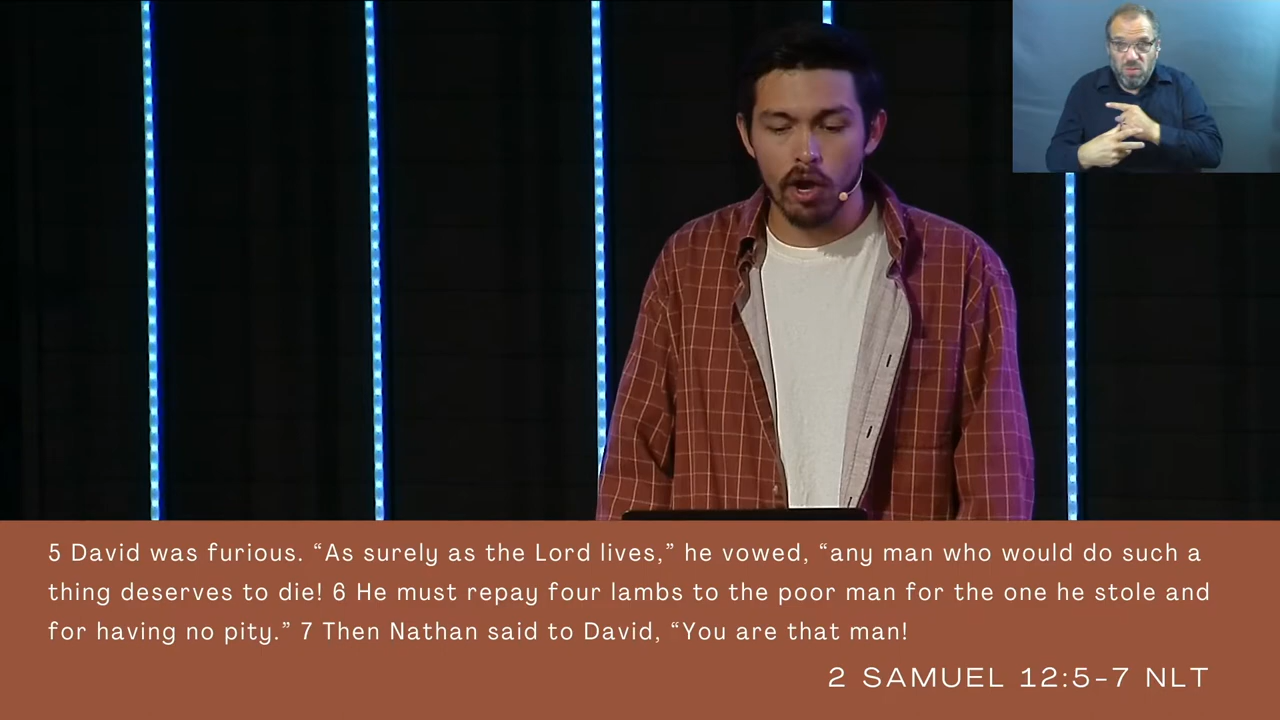 5 David was furious. “As surely as the Lord lives,” he vowed, “any man who would do such a
thing deserves to die! 6 He must repay four lambs to the poor man for the one he stole and
for having no pity.” 7 Then Nathan said to David, “You are that man!
2 SAMUEL 12:5-7 NLT